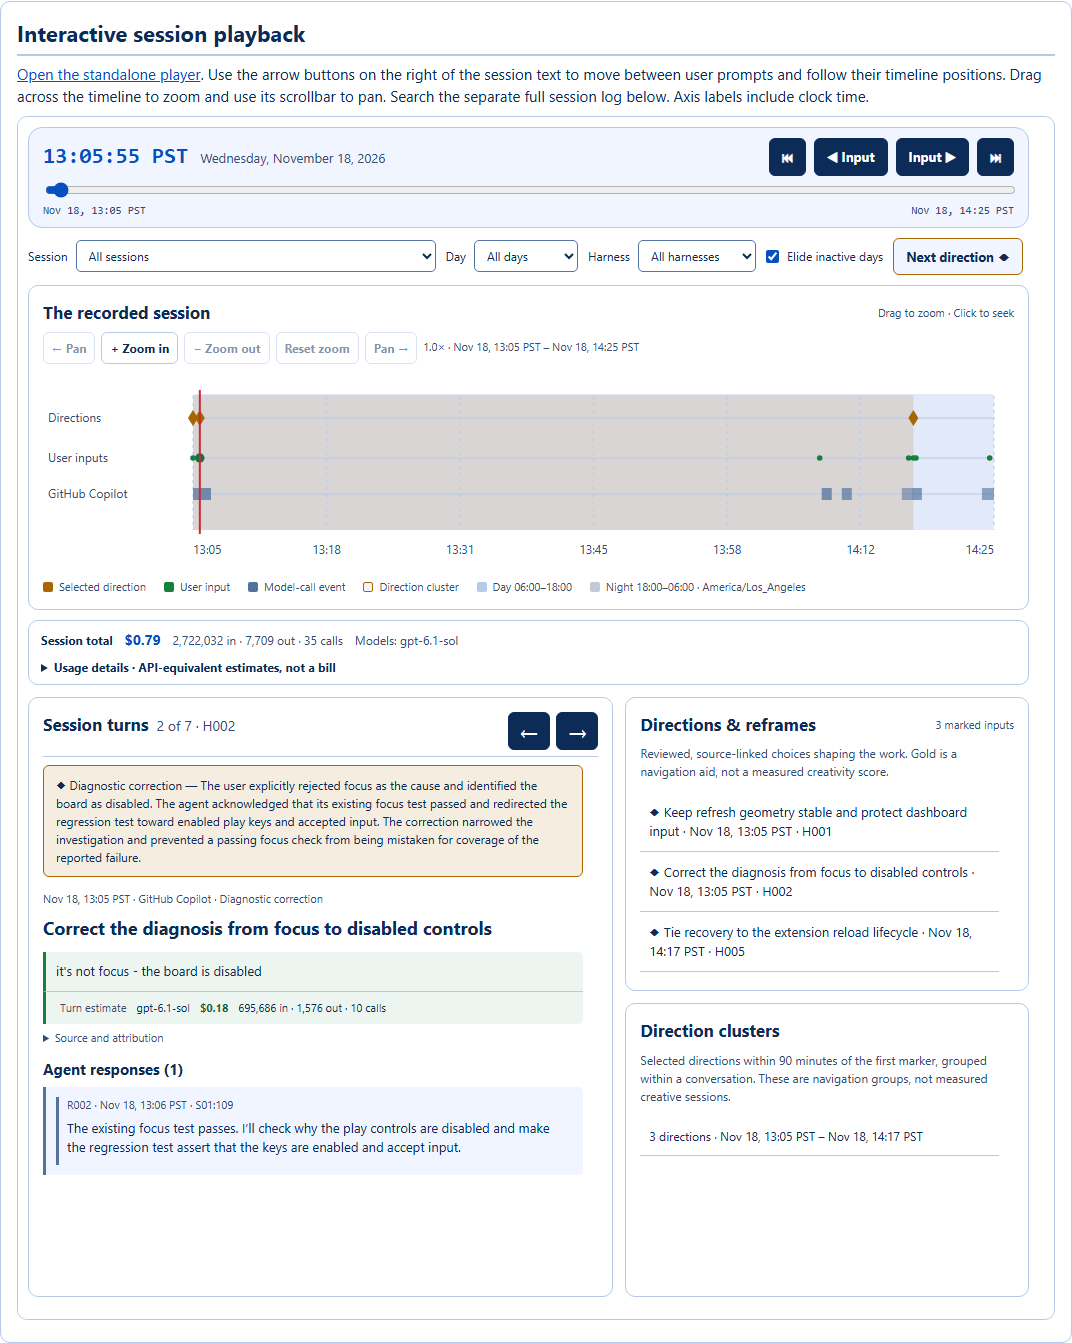 Interactive session playback
Open the standalone player. Use the arrow buttons on the right of the session text to move between user prompts and follow their timeline positions. Drag
across the timeline to zoom and use its scrollbar to pan. Search the separate full session log below. Axis labels include clock time.
13:05:55 PST Wednesday, November 18, 2026
⏮ ◀ Input Input ▶ ⏭
Nov 18, 13:05 PST Nov 18, 14:25 PST
Session All sessions Day All days Harness All harnesses Elide inactive days Next direction ◆
The recorded session Drag to zoom · Click to seek
← Pan + Zoom in − Zoom out Reset zoom Pan → 1.0× · Nov 18, 13:05 PST – Nov 18, 14:25 PST
Directions
User inputs
GitHub Copilot
13:05 13:18 13:31 13:45 13:58 14:12 14:25
Selected direction User input Model-call event Direction cluster Day 06:00–18:00 Night 18:00–06:00 · America/Los_Angeles
Session total $0.79 2,722,032 in · 7,709 out · 35 calls Models: gpt-6.1-sol
▶ Usage details · API-equivalent estimates, not a bill
Session turns 2 of 7 · H002 ← →
◆ Diagnostic correction — The user explicitly rejected focus as the cause and identified the
board as disabled. The agent acknowledged that its existing focus test passed and redirected the
regression test toward enabled play keys and accepted input. The correction narrowed the
investigation and prevented a passing focus check from being mistaken for coverage of the
reported failure.
Nov 18, 13:05 PST · GitHub Copilot · Diagnostic correction
Correct the diagnosis from focus to disabled controls
it's not focus - the board is disabled
Turn estimate gpt-6.1-sol $0.18 695,686 in · 1,576 out · 10 calls
▶ Source and attribution
Agent responses (1)
R002 · Nov 18, 13:06 PST · S01:109
The existing focus test passes. I'll check why the play controls are disabled and make
the regression test assert that the keys are enabled and accept input.
Directions & reframes 3 marked inputs
Reviewed, source-linked choices shaping the work. Gold is a
navigation aid, not a measured creativity score.
◆ Keep refresh geometry stable and protect dashboard
input · Nov 18, 13:05 PST · H001
◆ Correct the diagnosis from focus to disabled controls ·
Nov 18, 13:05 PST · H002
◆ Tie recovery to the extension reload lifecycle · Nov 18,
14:17 PST · H005
Direction clusters
Selected directions within 90 minutes of the first marker, grouped
within a conversation. These are navigation groups, not measured
creative sessions.
3 directions · Nov 18, 13:05 PST – Nov 18, 14:17 PST